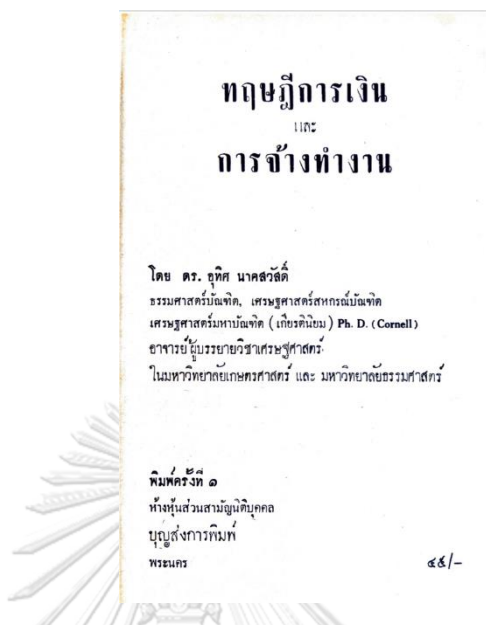 ทฤษฎีการเงิน
และ
การจ้างทำงาน
โดย ดร. อุทิศ นาคสวัสดิ์
ธรรมศาสตร์บัณฑิต, เศรษฐศาสตร์สหกรณ์บัณฑิต
เศรษฐศาสตร์มหาบัณฑิต (เกียรตินิยม) Ph. D. (Cornell)
อาจารย์ผู้บรรยายวิชาเศรษฐศาสตร์
ในมหาวิทยาลัยเกษตรศาสตร์ และ มหาวิทยาลัยธรรมศาสตร์
พิมพ์ครั้งที่ ๑
ห้างหุ้นส่วนสามัญนิติบุคคล
บุญส่งการพิมพ์
พระนคร ๔๕/-